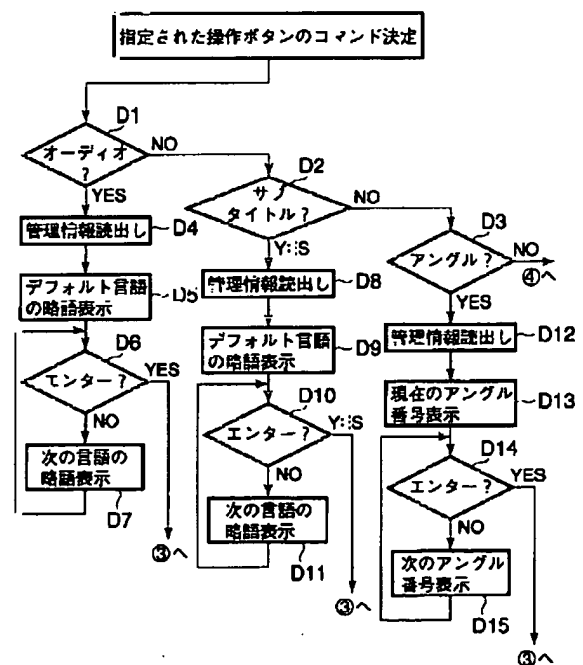 指定された操作ボタンのコマンド決定
D1
オーディオ
?
NO
YES
D2
サブ
タイトル?
NO
D3
アングル?
NO
④へ
YES
管理情報読出し
D4
デフォルト言語
の略語表示
D5
D6
エンター?
YES
NO
次の言語の
略語表示
D7
③へ
管理情報読出し
D8
デフォルト言語
の略語表示
D9
D10
エンター?
NO
次の言語の
略語表示
D11
③へ
管理情報読出し
D12
現在のアングル
番号表示
D13
D14
エンター?
YES
NO
次のアングル
番号表示
D15
③へ